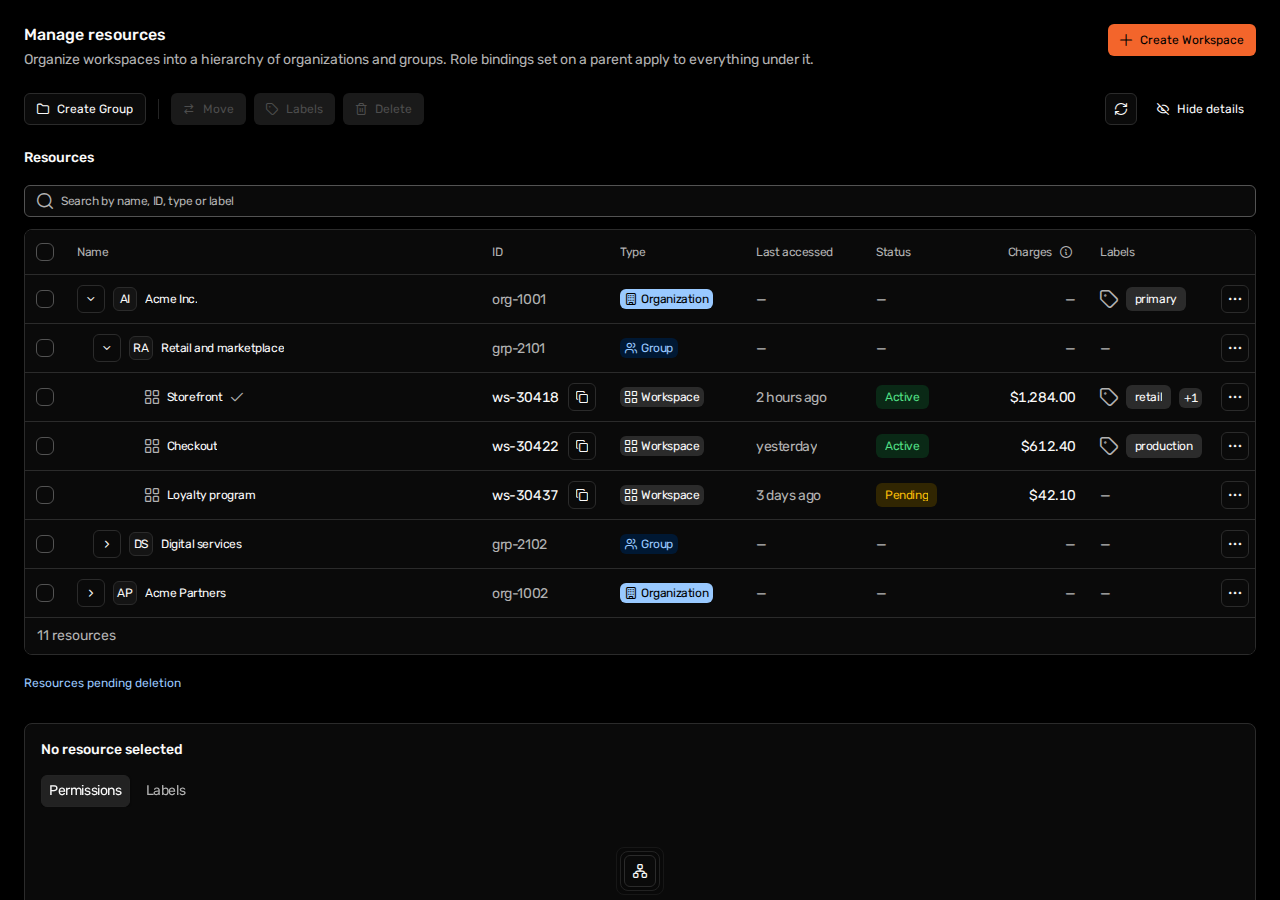 Manage resources
Create Workspace
Organize workspaces into a hierarchy of organizations and groups. Role bindings set on a parent apply to everything under it.
Create Group Move Labels Delete Hide details
Resources
Search by name, ID, type or label
Name ID Type Last accessed Status Charges Labels
AI Acme Inc. org-1001 Organization – – – primary
RA Retail and marketplace grp-2101 Group – – – –
Storefront ws-30418 Workspace 2 hours ago Active $1,284.00 retail +1
Checkout ws-30422 Workspace yesterday Active $612.40 production
Loyalty program ws-30437 Workspace 3 days ago Pending $42.10 –
DS Digital services grp-2102 Group – – – –
AP Acme Partners org-1002 Organization – – – –
11 resources
Resources pending deletion
No resource selected
Permissions Labels